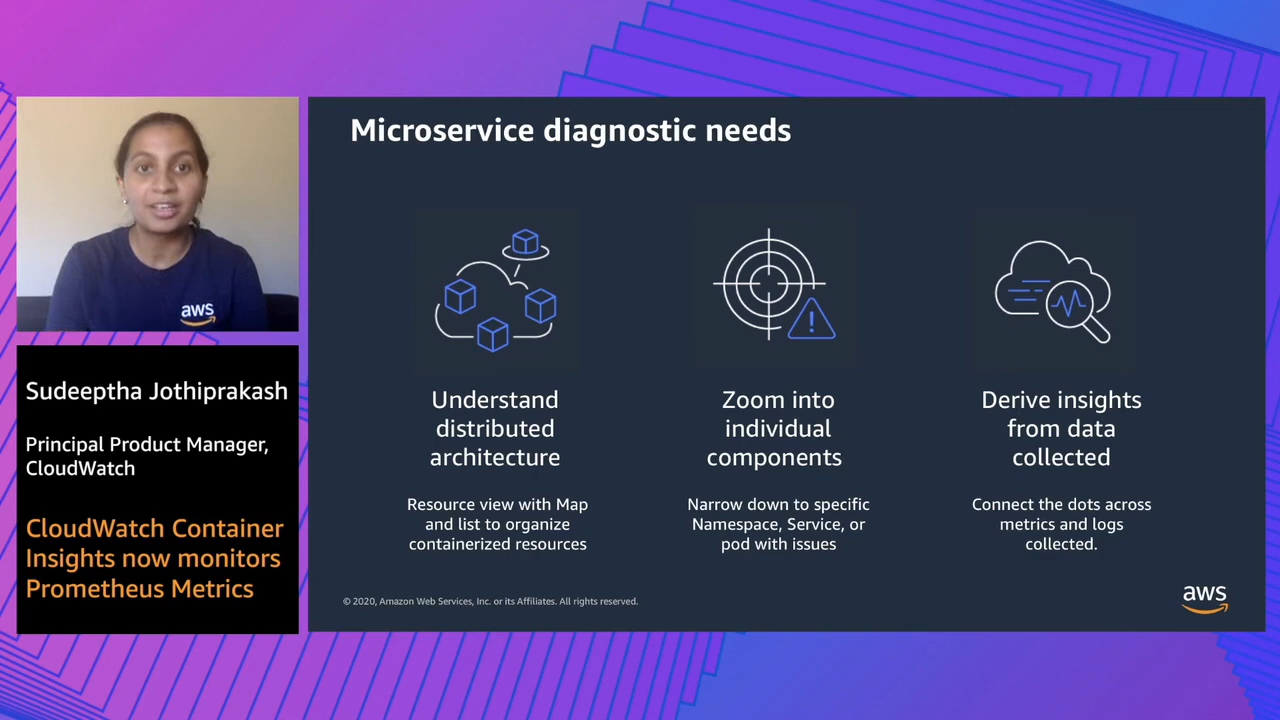 Microservice diagnostic needs
aws
Sudeeptha Jothiprakash
Principal Product Manager,
CloudWatch
CloudWatch Container
Insights now monitors
Prometheus Metrics
Understand
distributed
architecture
Resource view with Map
and list to organize
containerized resources
Zoom into
individual
components
Narrow down to specific
Namespace, Service, or
pod with issues
Derive insights
from data
collected
Connect the dots across
metrics and logs
collected.
© 2020, Amazon Web Services, Inc. or its Affiliates. All rights reserved.
aws